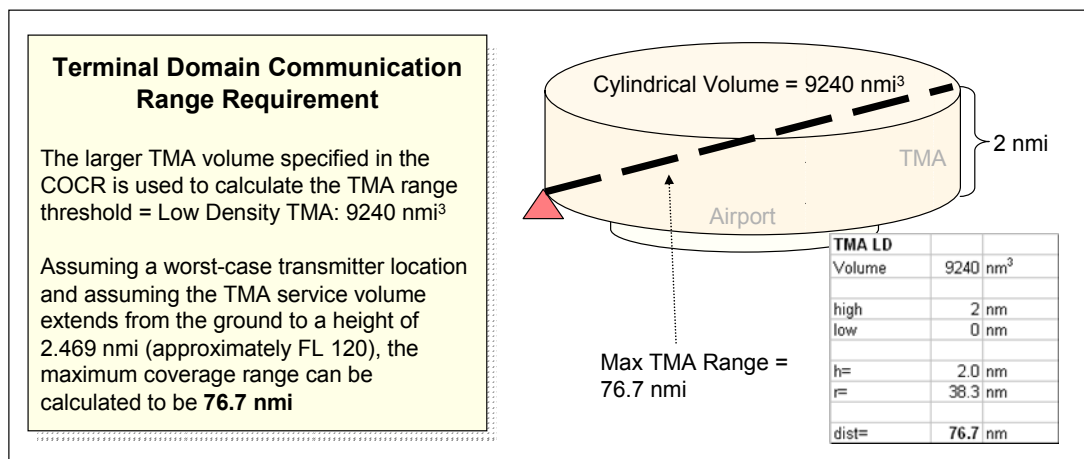 Terminal Domain Communication
Range Requirement
The larger TMA volume specified in the
COCR is used to calculate the TMA range
threshold = Low Density TMA: 9240 nmi³
Assuming a worst-case transmitter location
and assuming the TMA service volume
extends from the ground to a height of
2.469 nmi (approximately FL 120), the
maximum coverage range can be
calculated to be 76.7 nmi
Cylindrical Volume = 9240 nmi³
2 nmi
TMA
Airport
Max TMA Range =
76.7 nmi
TMA LD
Volume 9240 nm³
high 2 nm
low 0 nm
h= 2.0 nm
r= 38.3 nm
dist= 76.7 nm